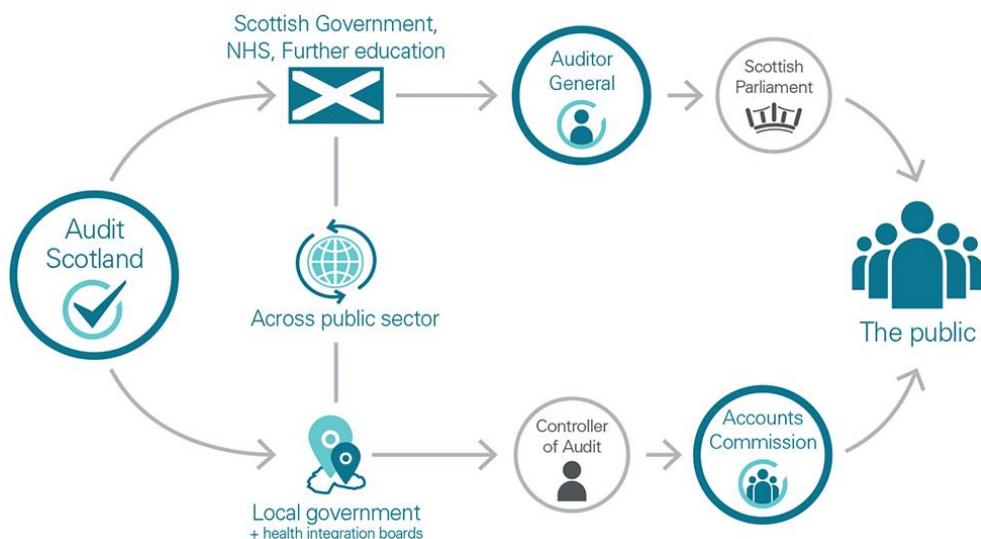 Scottish Government,
NHS, Further education
Auditor
General
Scottish
Parliament
Audit
Scotland
Across public sector
The public
Local government
+ health integration boards
Controller
of Audit
Accounts
Commission